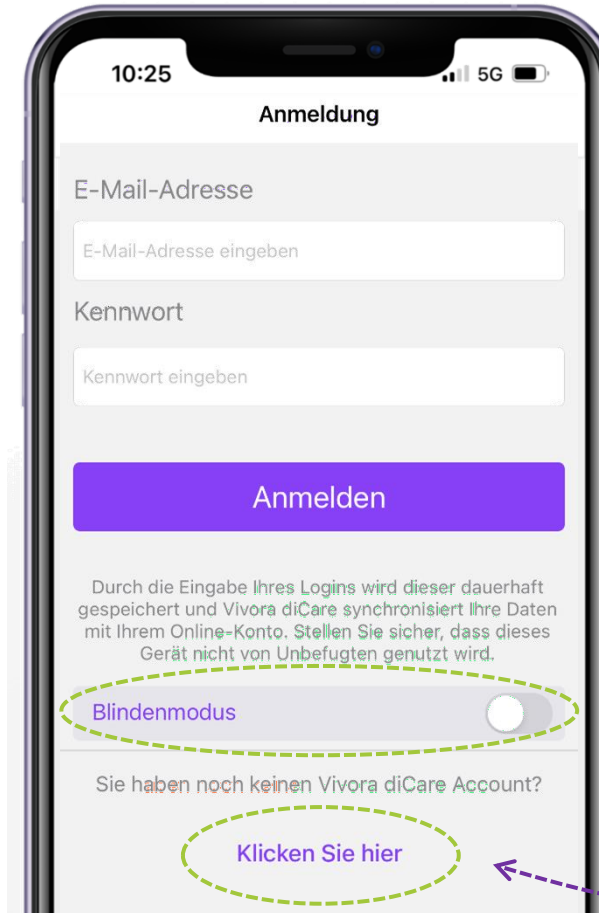 10:25
5G
Anmeldung
E-Mail-Adresse
E-Mail-Adresse eingeben
Kennwort
Kennwort eingeben
Anmelden
Durch die Eingabe Ihres Logins wird dieser dauerhaft
gespeichert und Vivora diCare synchronisiert Ihre Daten
mit Ihrem Online-Konto. Stellen Sie sicher, dass dieses
Gerät nicht von Unbefugten genutzt wird.
Blindenmodus
Sie haben noch keinen Vivora diCare Account?
Klicken Sie hier